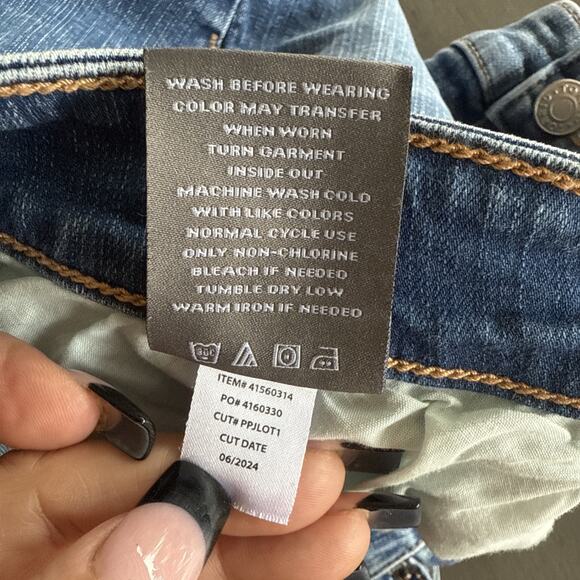 WASH BEFORE WEARING
COLOR MAY TRANSFER
WHEN WORN
TURN GARMENT
INSIDE OUT
MACHINE WASH COLD
WITH LIKE COLORS
NORMAL CYCLE USE
ONLY NON-CHLORINE
BLEACH IF NEEDED
TUMBLE DRY LOW
WARM IRON IF NEEDED
ITEM# 41560314
PO# 4160330
CUT# PPJLOT1
CUT DATE
06/2024